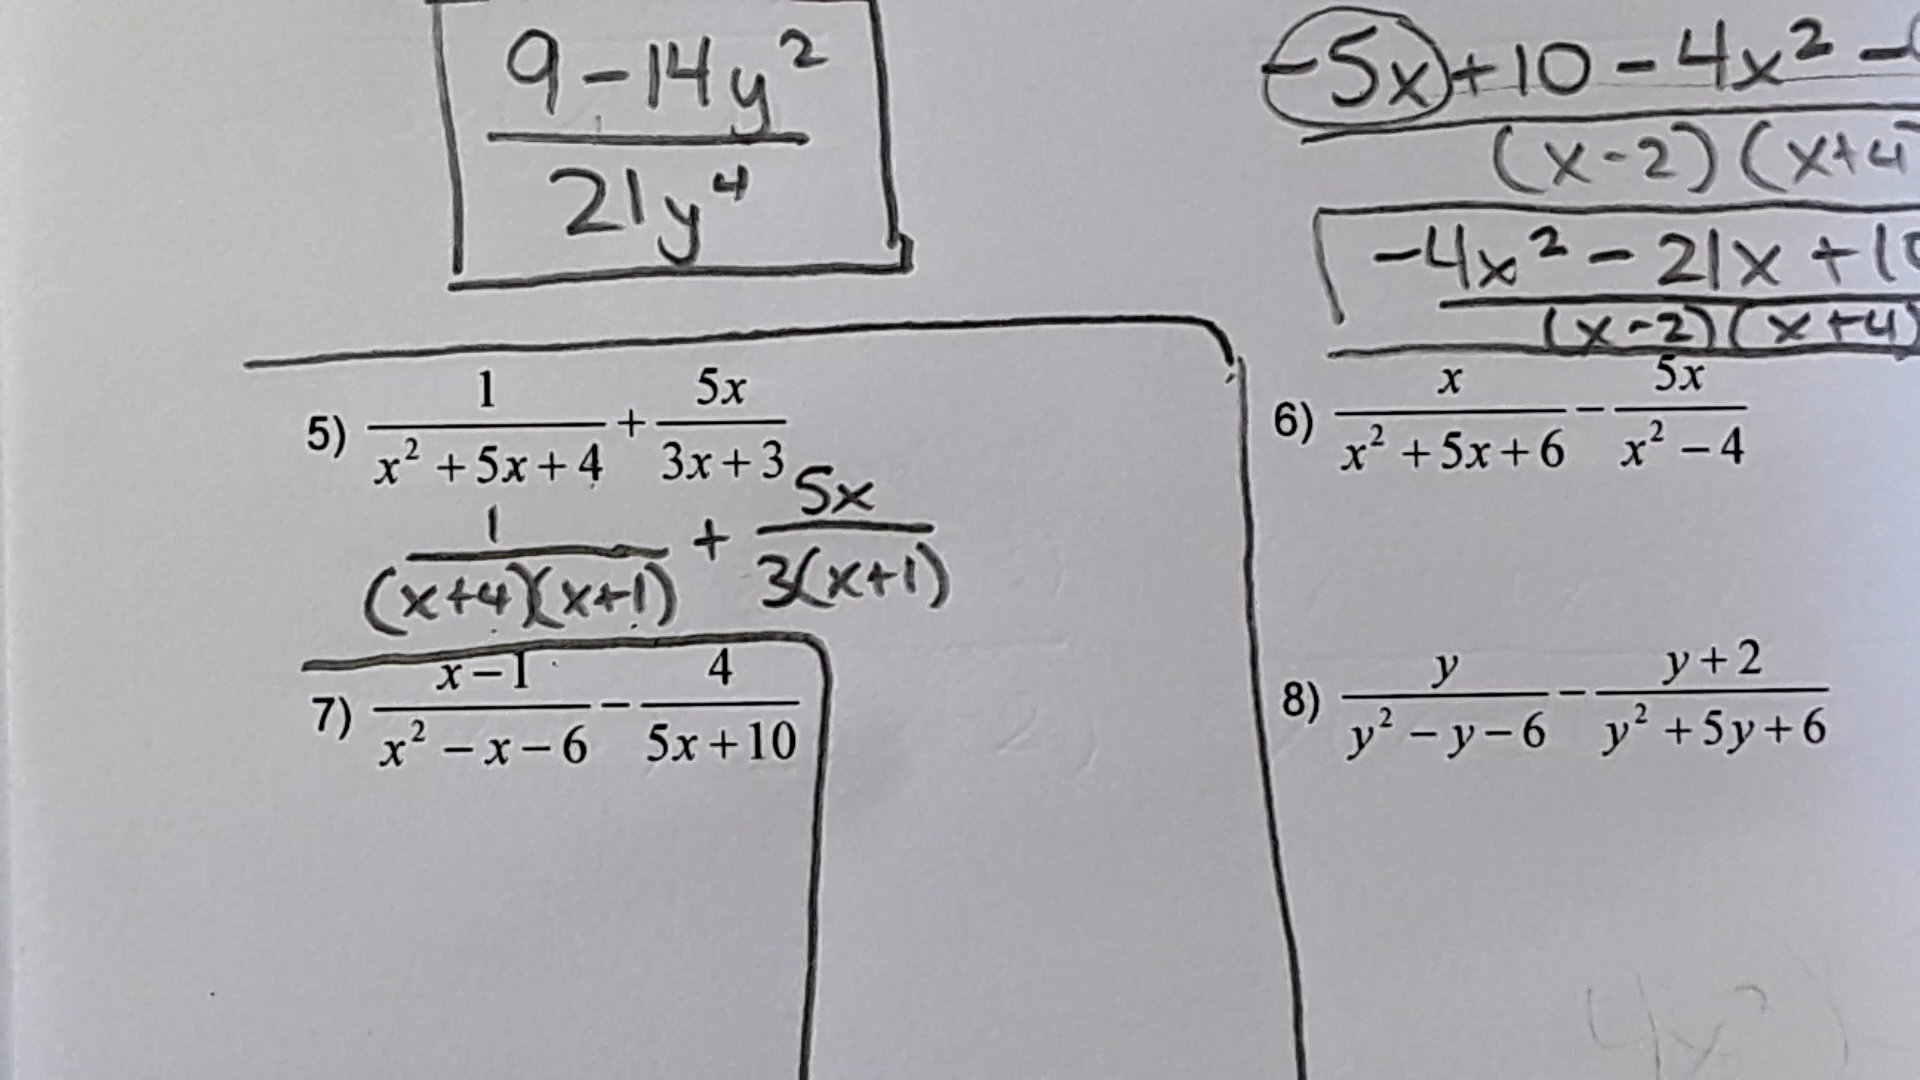 9-14y²
21y⁴
-5x+10-4x²-
(x-2)(x+4)
-4x²-21x+10
(x-2)(x+4)
5) 1/(x²+5x+4) + 5x/(3x+3)
1/((x+4)(x+1)) + 5x/(3(x+1))
6) x/(x²+5x+6) - 5x/(x²-4)
7) (x-1)/(x²-x-6) - 4/(5x+10)
8) y/(y²-y-6) - (y+2)/(y²+5y+6)